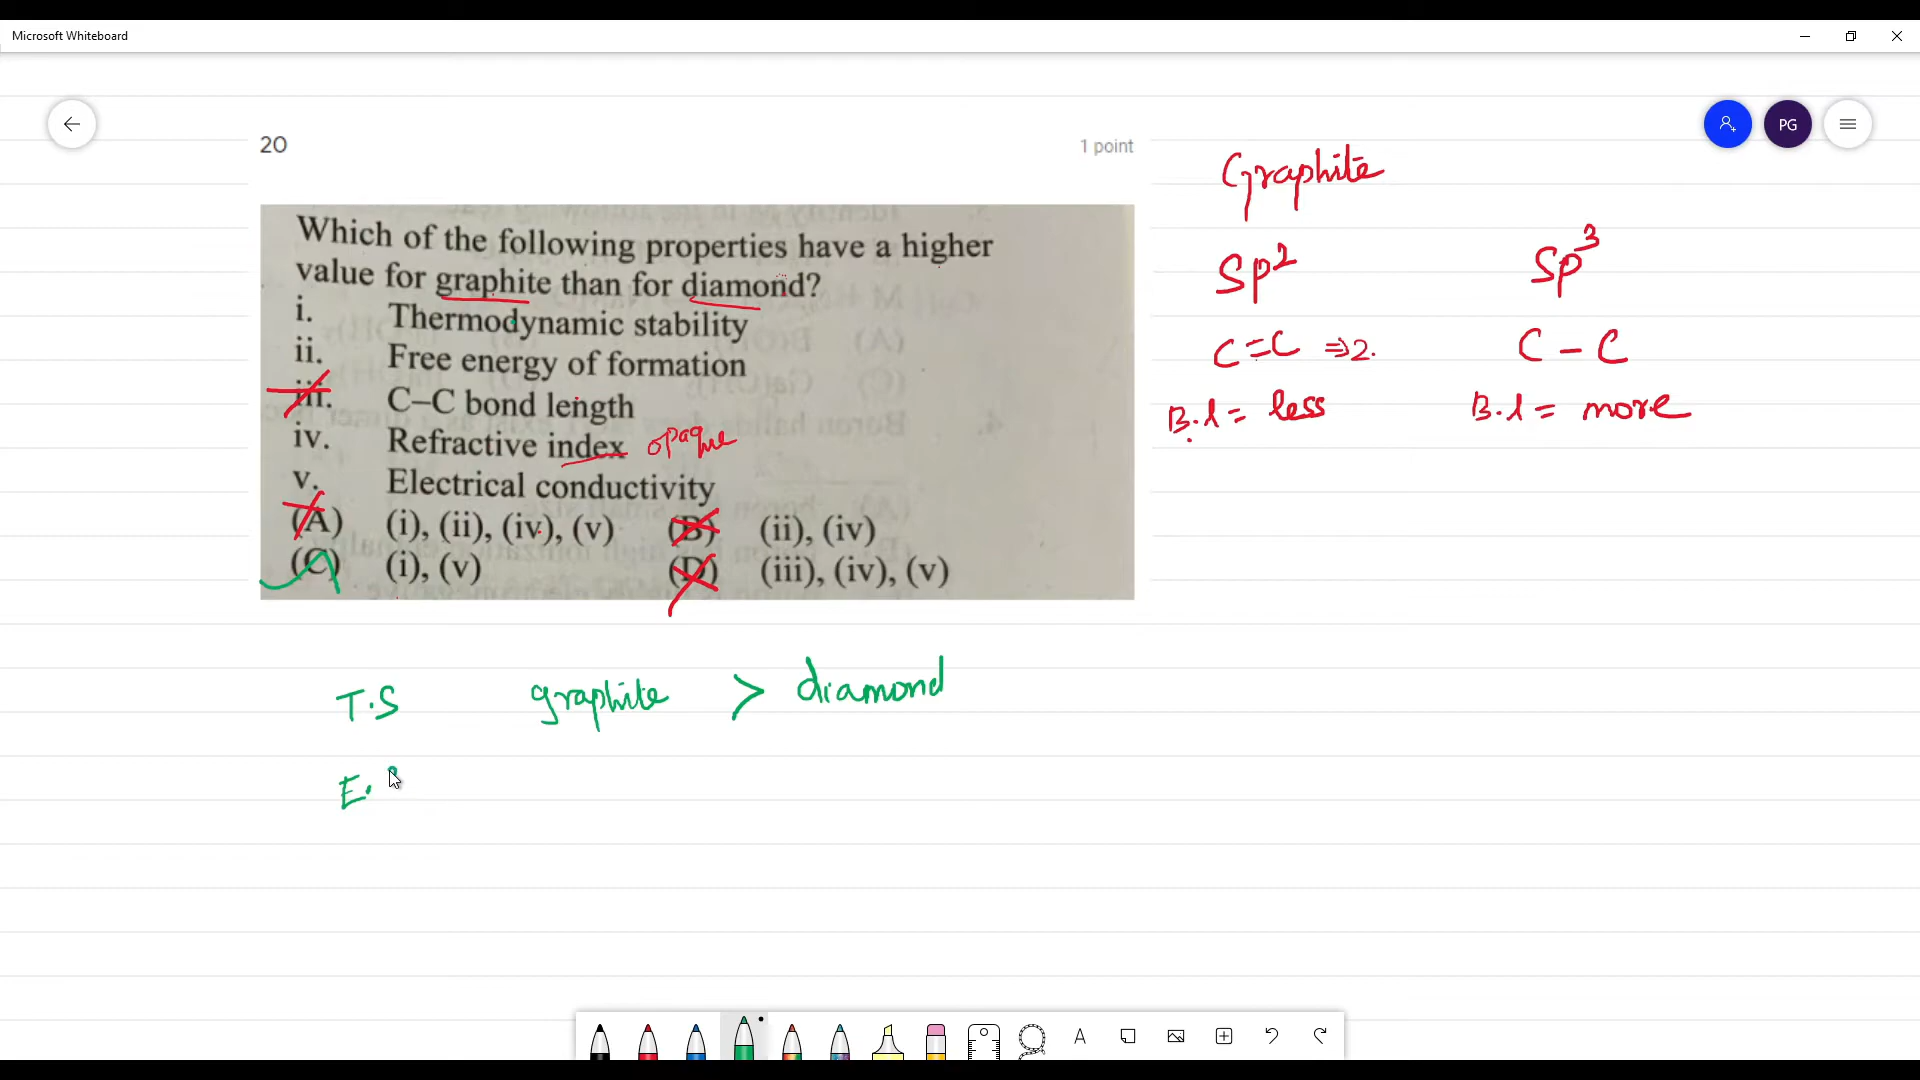 Microsoft Whiteboard
PG
20
1 point
Which of the following properties have a higher
value for graphite than for diamond?
i. Thermodynamic stability
ii. Free energy of formation
iii. C–C bond length
iv. Refractive index opaque
v. Electrical conductivity
(A) (i), (ii), (iv), (v) (B) (ii), (iv)
(C) (i), (v) (D) (iii), (iv), (v)
Graphite
Sp² Sp³
C=C ⇒2. C – C
B.l = less B.l = more
T.S graphite > diamond
E.
A